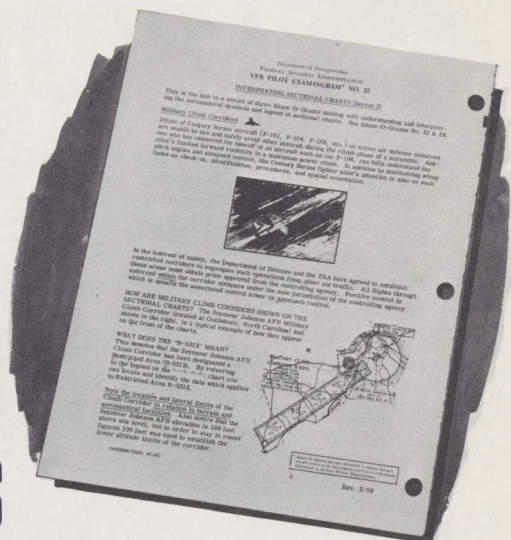 Department of Transportation
FEDERAL AVIATION ADMINISTRATION
VFR PILOT EXAM-O-GRAM* NO. 25
INTERPRETING SECTIONAL CHARTS (Series 3)
This is the last in a series of three Exam-O-Grams dealing with understanding and interpret-
ing the aeronautical symbols and legend of sectional charts. See Exam-O-Grams No. 23 & 24.
Military Climb Corridors
Pilots of Century Series aircraft (F-101, F-104, F-106, etc.) on active air defense missions
are unable to see and safely avoid other aircraft during the climb phase of a scramble. Any-
one who has observed the takeoff of an aircraft such as the F-106, can fully understand the
pilot's limited forward visibility in a maximum power climb. In addition to maintaining steep
pitch angles and airspeed control, the Century Series fighter pilot's attention is also on such
tasks as check-in, identification, procedures, and spatial orientation.
In the interest of safety, the Department of Defense and the FAA have agreed to establish
restricted corridors to segregate such operations from other air traffic. All flights through
these areas must obtain prior approval from the controlling agency. Positive control is
enforced within the corridor airspace under the sole jurisdiction of the controlling agency
which is usually the associated control tower or approach control.
HOW ARE MILITARY CLIMB CORRIDORS SHOWN ON THE
SECTIONAL CHARTS? The Seymour Johnson AFB Military
Climb Corridor (located at Goldsboro, North Carolina) and
shown to the right, is a typical example of how they appear
on the front of the charts.
WHAT DOES THE "R-5312" MEAN?
This denotes that the Seymour Johnson AFB
Climb Corridor has been designated a
Restricted Area (R-5312). By referring
to the legend on the chart you
can locate and identify the data which applies
to Restricted Area R-5312.
Note the location and lateral limits of the
Climb Corridor in relation to terrain and
aeronautical facilities. Also notice that the
Seymour Johnson AFB elevation is 109 feet
above sea level, but in order to stay in round
figures 100 feet was used to establish the
lower altitude limits of the corridor.
MILITARY CLIMB
DISTRIBUTION:
Rev. 2/69